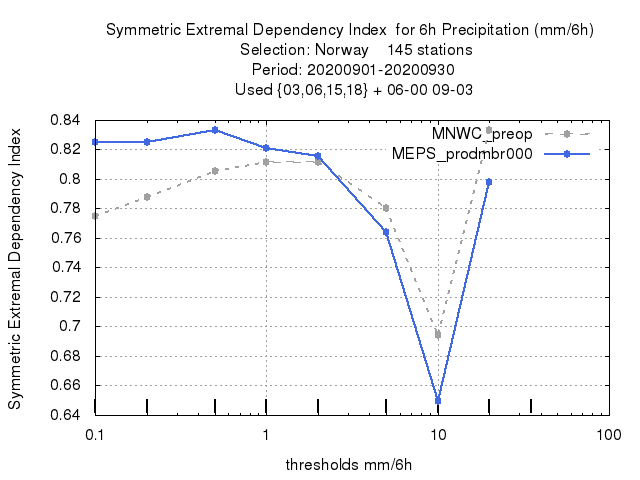 Symmetric Extremal Dependency Index  for 6h Precipitation (mm/6h)
Selection: Norway    145 stations
Period: 20200901-20200930
Used {03,06,15,18} + 06-00 09-03
Symmetric Extremal Dependency Index
0.84
0.82
0.8
0.78
0.76
0.74
0.72
0.7
0.68
0.66
0.64
MNWC_preop
MEPS_prodmbr000
0.1
1
10
100
thresholds mm/6h